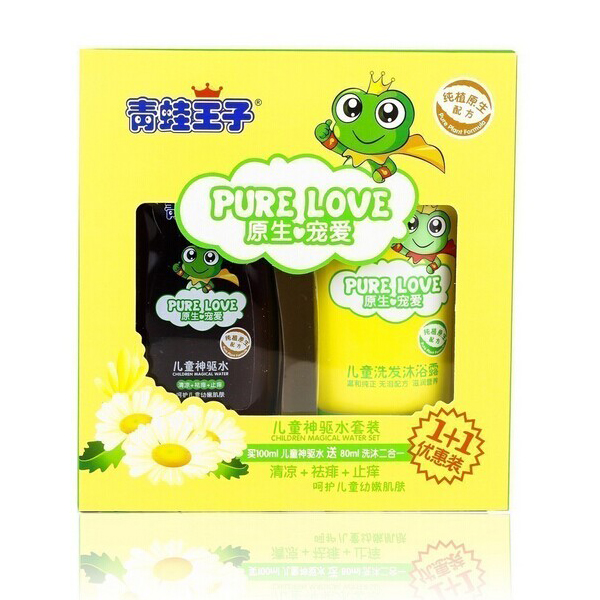 青蛙王子®
纯植原生
配方
Pure Plant Formula
PURE LOVE
原生 宠爱
PURE LOVE
原生 宠爱
纯植原生
配方
儿童神驱水
CHILDREN MAGICAL WATER
清凉+祛痱+止痒
呵护儿童幼嫩肌肤
PURE LOVE
原生 宠爱
儿童洗发沐浴露
温和纯正 无泪配方 滋润营养
儿童神驱水套装
CHILDREN MAGICAL WATER SET
买100ml 儿童神驱水 送 80ml 洗沐二合一
清凉+祛痱+止痒
呵护儿童幼嫩肌肤
1+1
优惠装